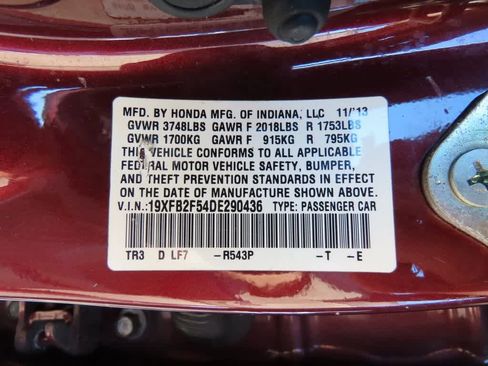 MFD. BY HONDA MFG. OF INDIANA, LLC 11/'13
GVWR 3748LBS GAWR F 2018LBS R 1753LBS
GVWR 1700KG GAWR F 915KG R 795KG
THIS VEHICLE CONFORMS TO ALL APPLICABLE
FEDERAL MOTOR VEHICLE SAFETY, BUMPER,
AND THEFT PREVENTION STANDARDS IN EFFECT
ON THE DATE OF MANUFACTURE SHOWN ABOVE.
V.I.N.: 19XFB2F54DE290436 TYPE: PASSENGER CAR
TR3 D LF7 -R543P -T -E